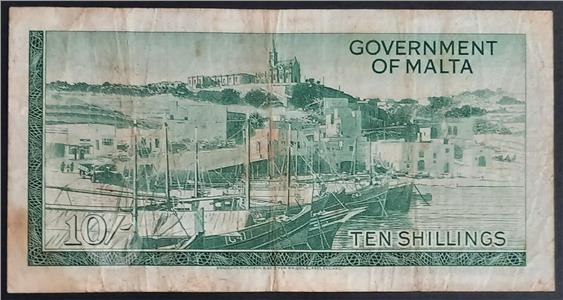 GOVERNMENT
OF MALTA
10/-
TEN SHILLINGS